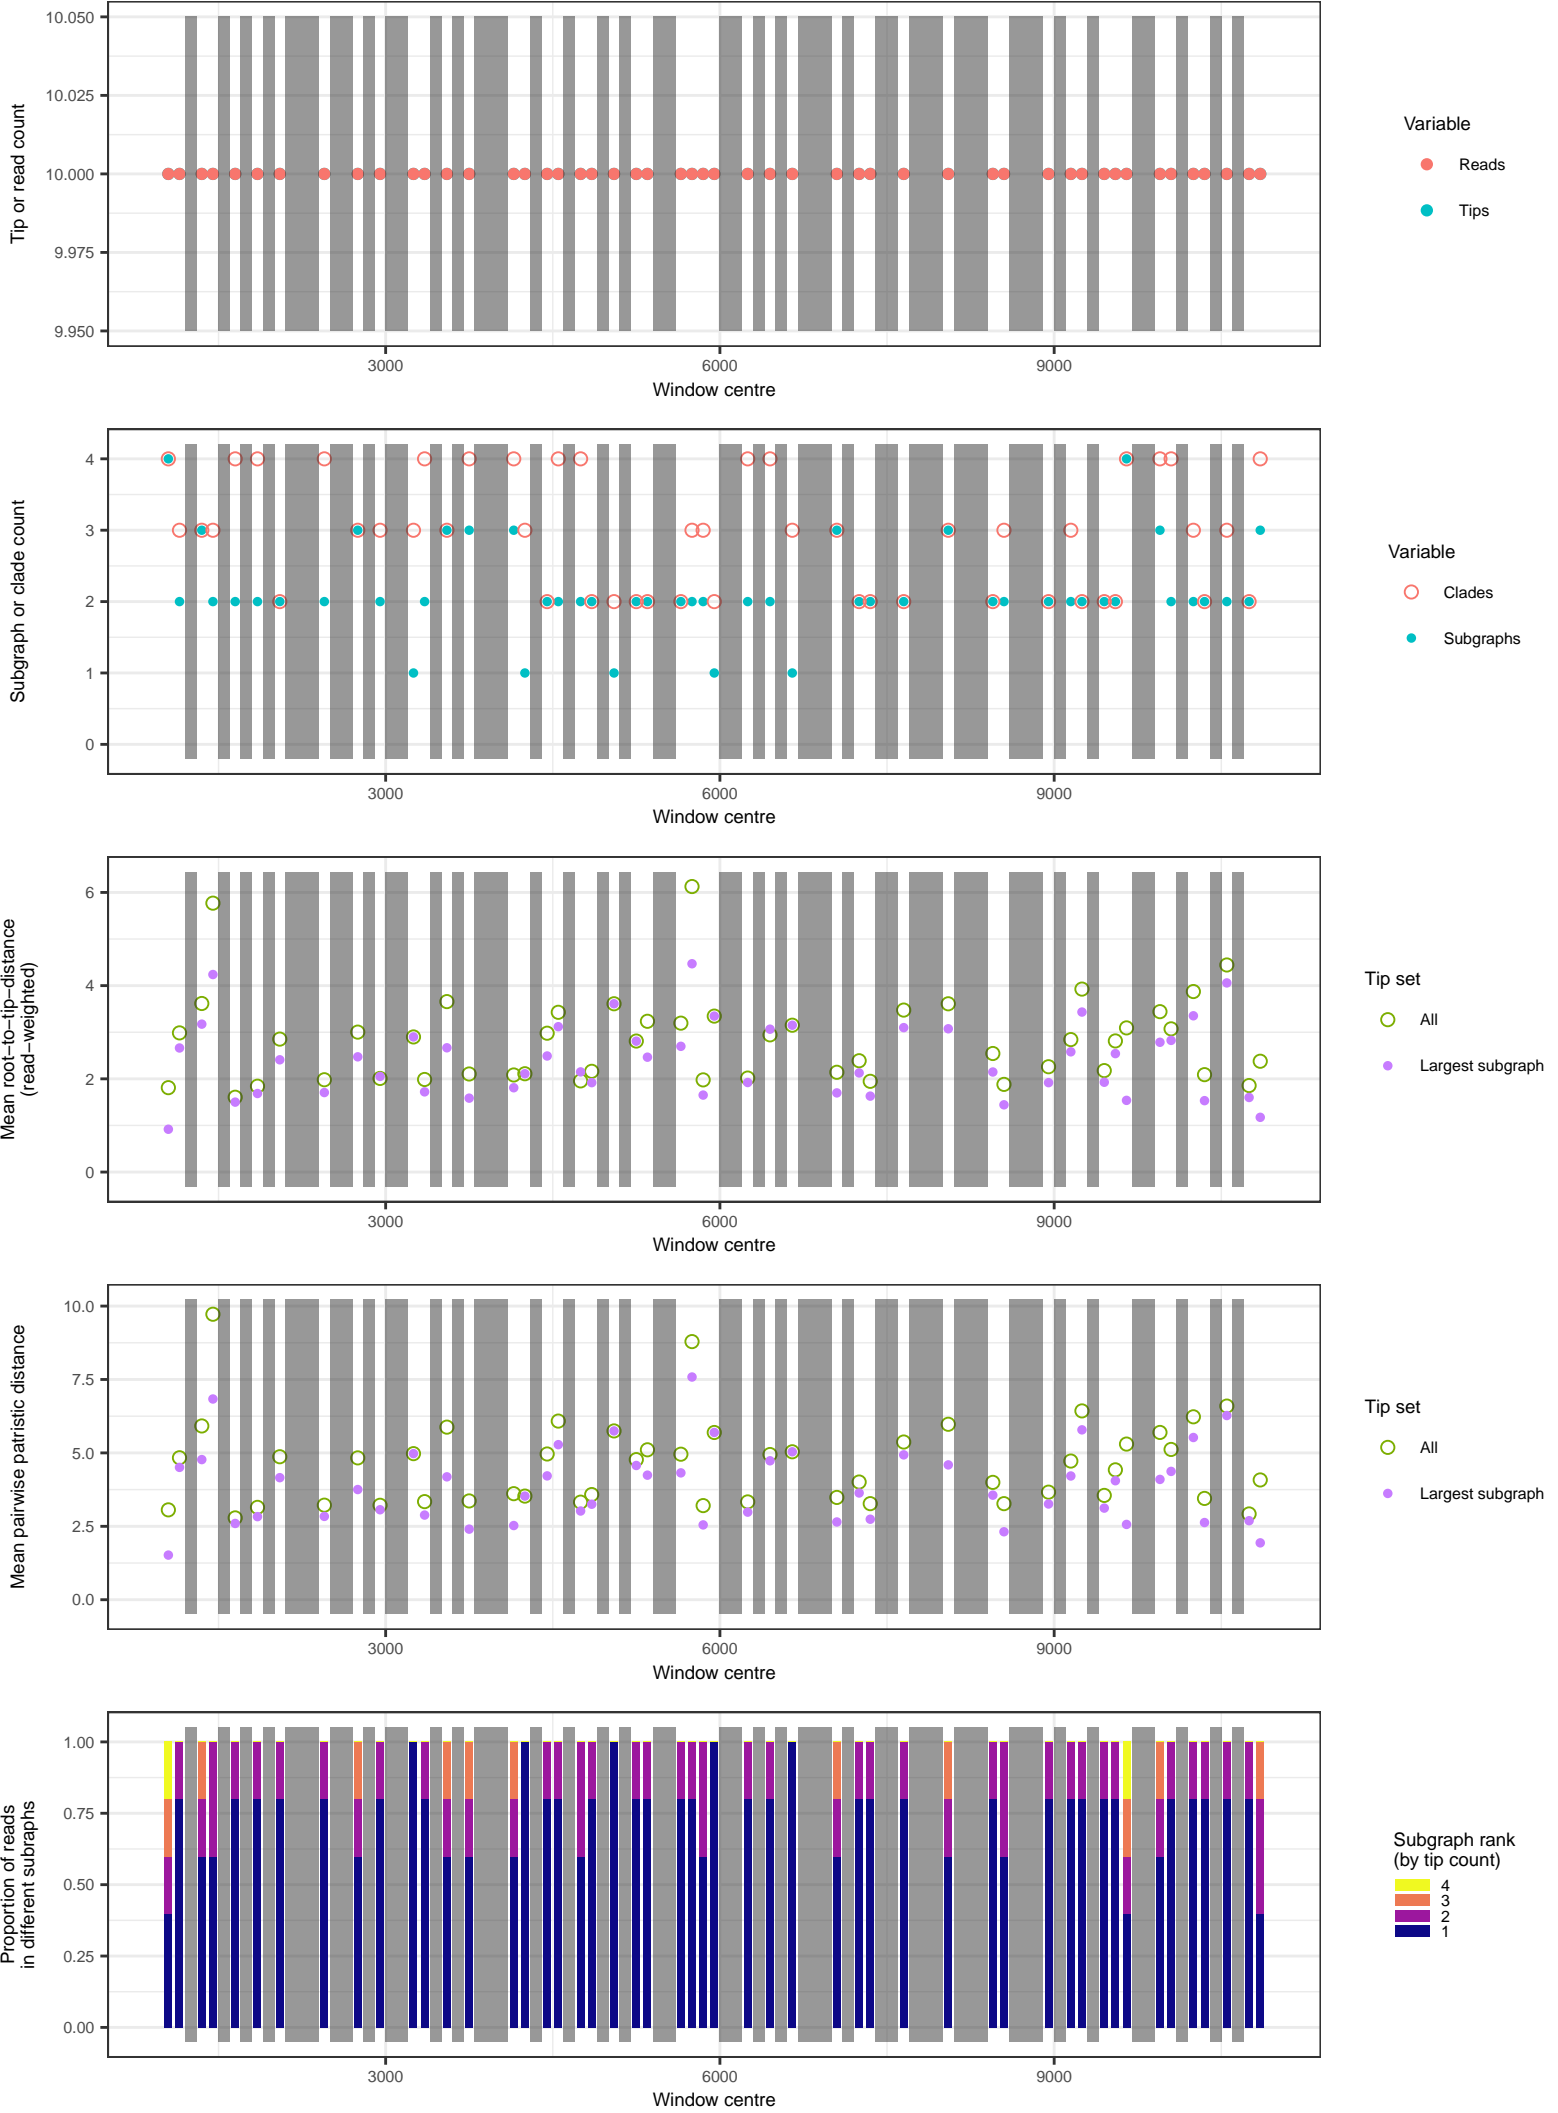 10.050
10.025
10.000
9.975
9.950
Tip or read count
3000
6000
9000
Window centre
Variable
Reads
Tips
4
3
2
1
0
Subgraph or clade count
3000
6000
9000
Window centre
Variable
Clades
Subgraphs
6
4
2
0
Mean root−to−tip−distance
(read−weighted)
3000
6000
9000
Window centre
Tip set
All
Largest subgraph
10.0
7.5
5.0
2.5
0.0
Mean pairwise patristic distance
3000
6000
9000
Window centre
Tip set
All
Largest subgraph
1.00
0.75
0.50
0.25
0.00
Proportion of reads
in different subraphs
3000
6000
9000
Window centre
Subgraph rank
(by tip count)
4
3
2
1